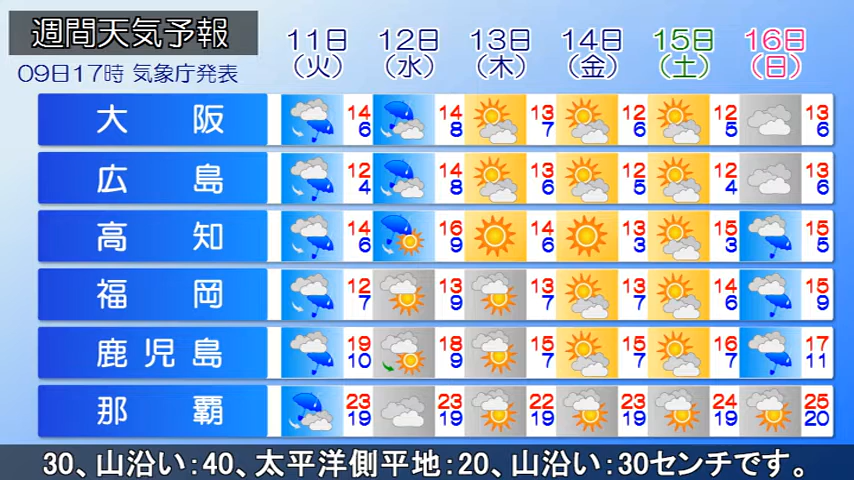 週間天気予報
09日17時 気象庁発表
11日 12日 13日 14日 15日 16日
(火) (水) (木) (金) (土) (日)
大阪 14 6 14 8 13 7 12 6 12 5 13 6
広島 12 4 14 8 13 6 12 5 12 4 13 6
高知 14 6 16 9 14 6 13 3 15 3 15 5
福岡 12 7 13 9 13 7 13 7 14 6 15 9
鹿児島 19 10 18 9 15 7 15 7 16 7 17 11
那覇 23 19 23 19 22 19 23 19 24 19 25 20
30、山沿い:40、太平洋側平地:20、山沿い:30センチです。